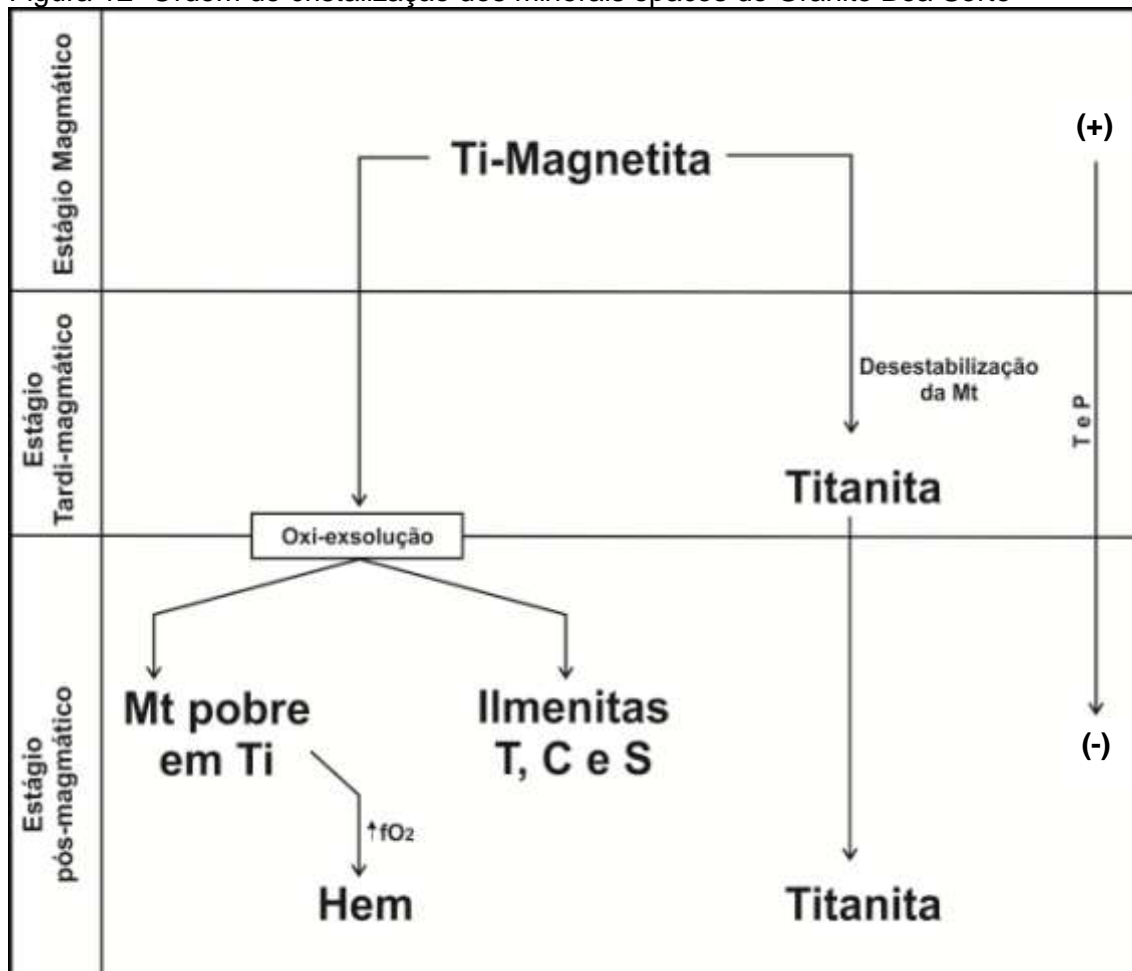 Estágio Magmático
Ti-Magnetita
(+)
Estágio
Tardi-magmático
Desestabilização
da Mt
T e P
Titanita
Oxi-exsolução
Estágio
pós-magmático
Mt pobre
em Ti
Ilmenitas
T, C e S
(-)
↑fO₂
Hem
Titanita